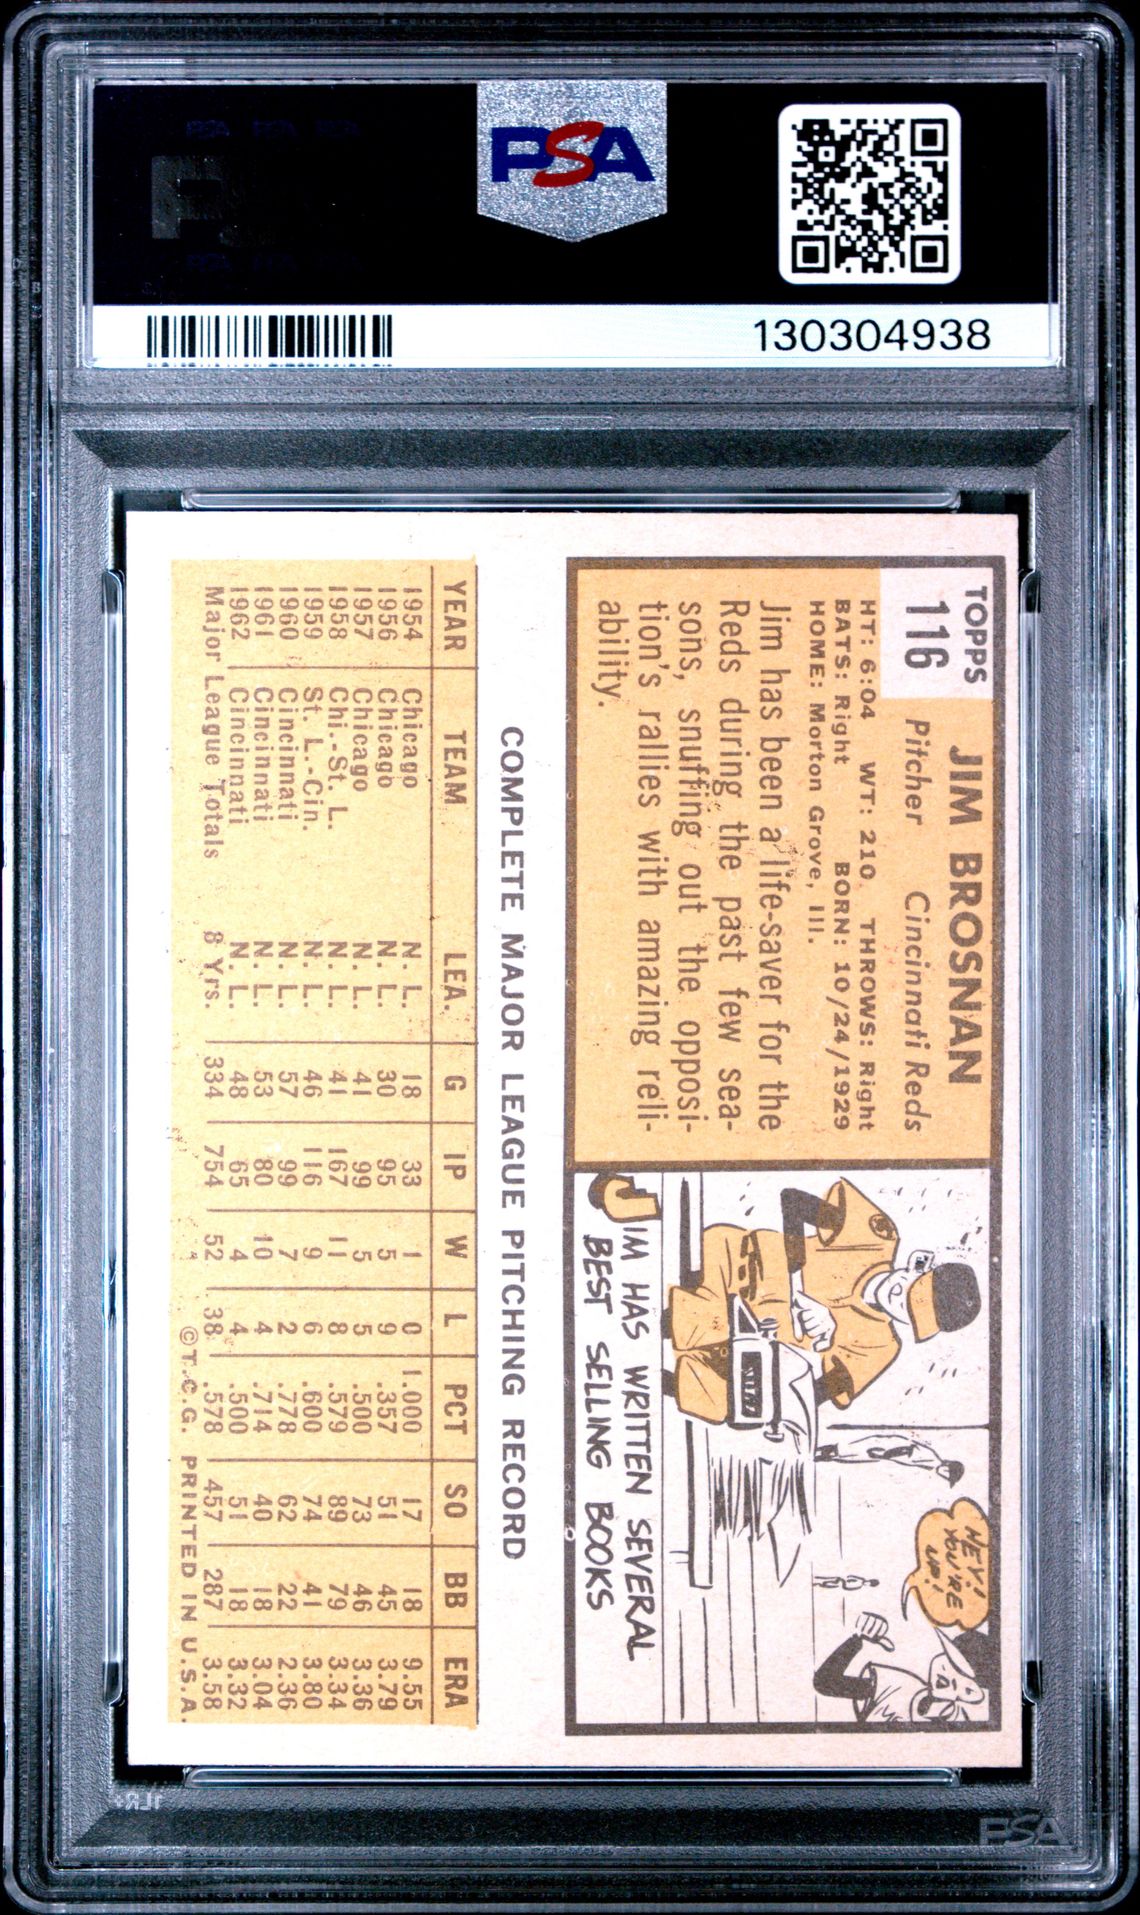 PSA
130304938
TOPPS
116
JIM BROSNAN
Pitcher Cincinnati Reds
HT: 6:04 WT: 210 THROWS: Right
BATS: Right BORN: 10/24/1929
HOME: Morton Grove, Ill.
Jim has been a life-saver for the
Reds during the past few sea-
sons, snuffing out the opposi-
tion's rallies with amazing reli-
ability.
HEY!
YOU'RE
UP!
JIM HAS WRITTEN SEVERAL
BEST SELLING BOOKS
COMPLETE MAJOR LEAGUE PITCHING RECORD
YEAR TEAM LEA. G IP W L PCT SO BB ERA
1954 Chicago N. L. 18 33 1 0 1.000 17 18 9.55
1956 Chicago N. L. 30 95 5 9 .357 51 45 3.79
1957 Chicago N. L. 41 99 5 5 .500 73 46 3.36
1958 Chi.-St. L. N. L. 41 167 11 8 .579 89 79 3.34
1959 St. L.-Cin. N. L. 46 116 9 6 .600 74 41 3.80
1960 Cincinnati N. L. 57 99 7 2 .778 62 22 2.36
1961 Cincinnati N. L. 53 80 10 4 .714 40 18 3.04
1962 Cincinnati N. L. 48 65 4 4 .500 51 18 3.32
Major League Totals 8 Yrs. 334 754 52 38 .578 457 287 3.58
©T.C.G. PRINTED IN U.S.A.
PSA